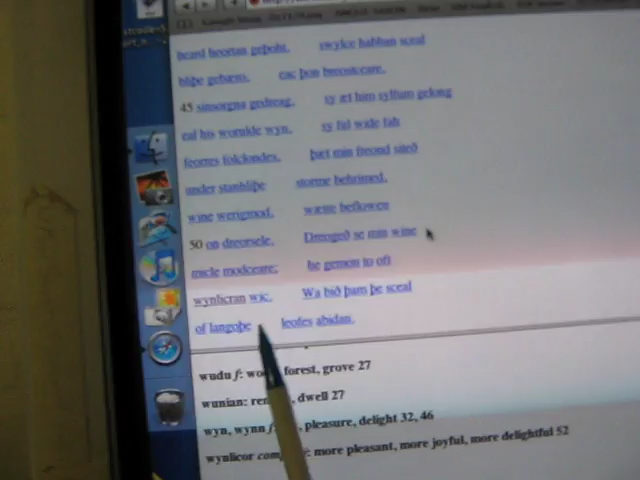 heard heortan geþoht, swylce habban sceal
bliþe gebæro, eac þon breostceare,
45 sinsorgna gedreag, sy æt him sylfum gelong
eal his worulde wyn, sy ful wide fah
feorres folclondes, þæt min freond siteð
under stanhliþe storme behrimed,
wine werigmod, wætre beflowen
50 on dreorsele, Dreogeð se min wine
micle modceare; he gemon to oft
wynlicran wic. Wa bið þam þe sceal
of langoþe leofes abidan.
wudu f: forest, grove 27
wunian: dwell 27
wyn, wynn pleasure, delight 32, 46
wynlicor more pleasant, more joyful, more delightful 52